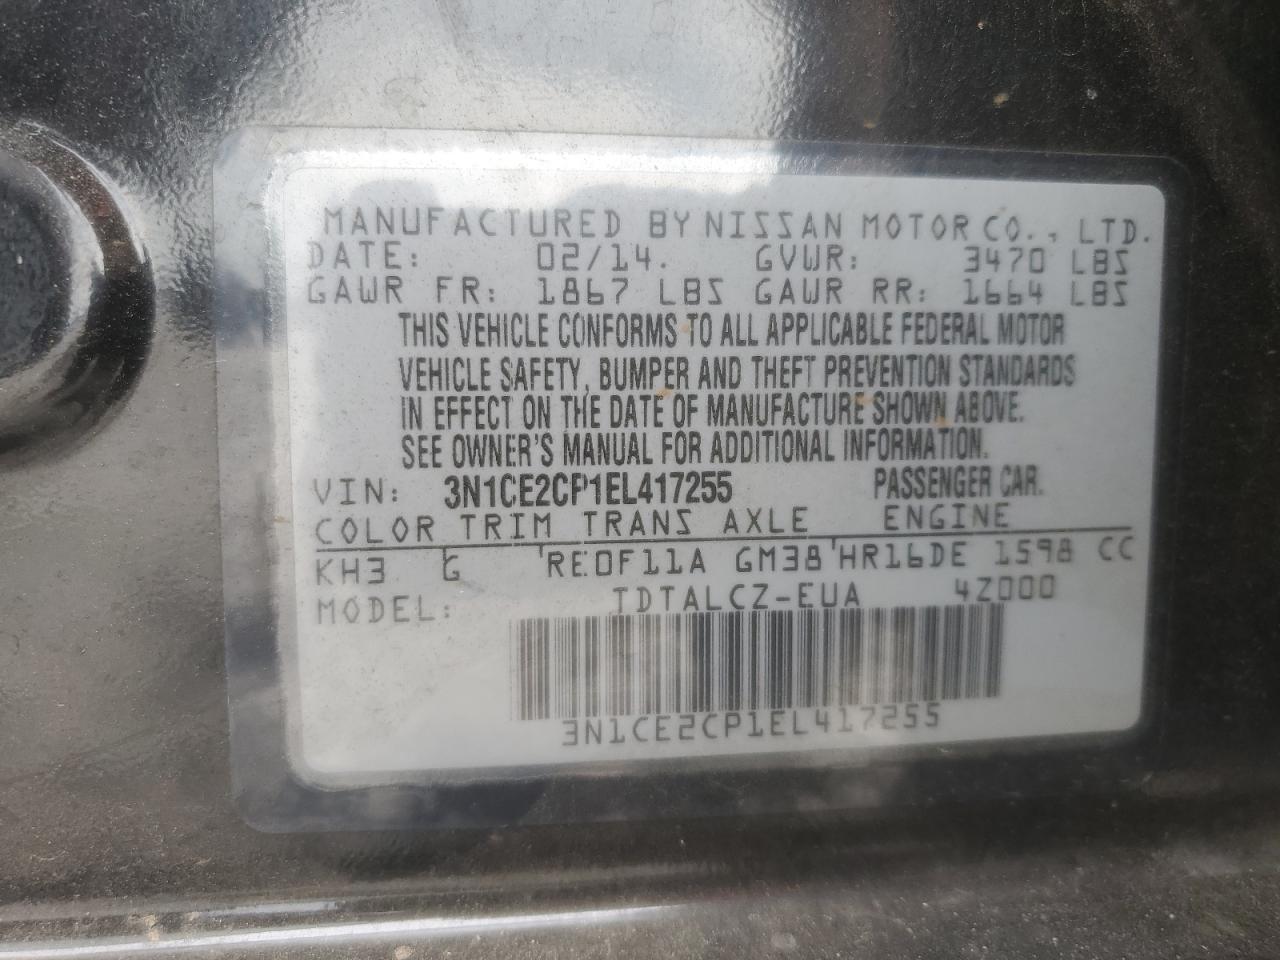 MANUFACTURED BY NISSAN MOTOR CO., LTD.
DATE: 02/14. GVWR: 3470 LBS
GAWR FR: 1867 LBS GAWR RR: 1664 LBS
THIS VEHICLE CONFORMS TO ALL APPLICABLE FEDERAL MOTOR
VEHICLE SAFETY, BUMPER AND THEFT PREVENTION STANDARDS
IN EFFECT ON THE DATE OF MANUFACTURE SHOWN ABOVE.
SEE OWNER'S MANUAL FOR ADDITIONAL INFORMATION.
VIN: 3N1CE2CP1EL417255 PASSENGER CAR.
COLOR TRIM TRANS AXLE ENGINE
KH3 G RE0F11A GM38 HR16DE 1598 CC
MODEL: TDTALCZ-EUA 4Z000
3N1CE2CP1EL417255